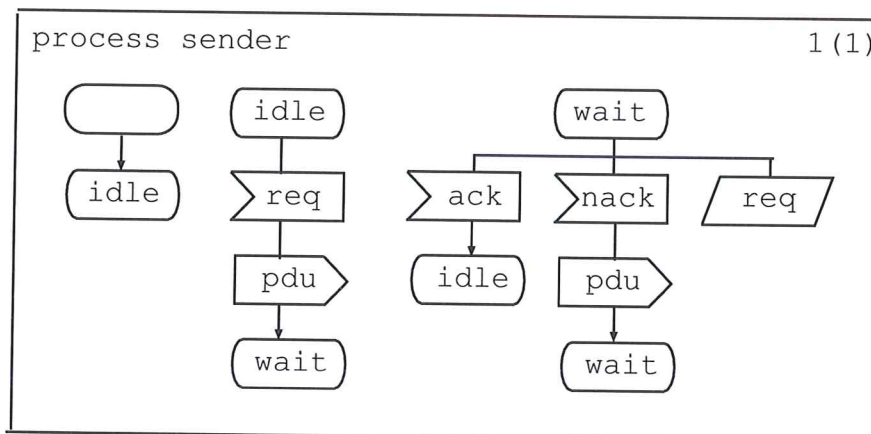 process sender 1(1)
idle wait
idle req ack nack req
pdu idle pdu
wait wait